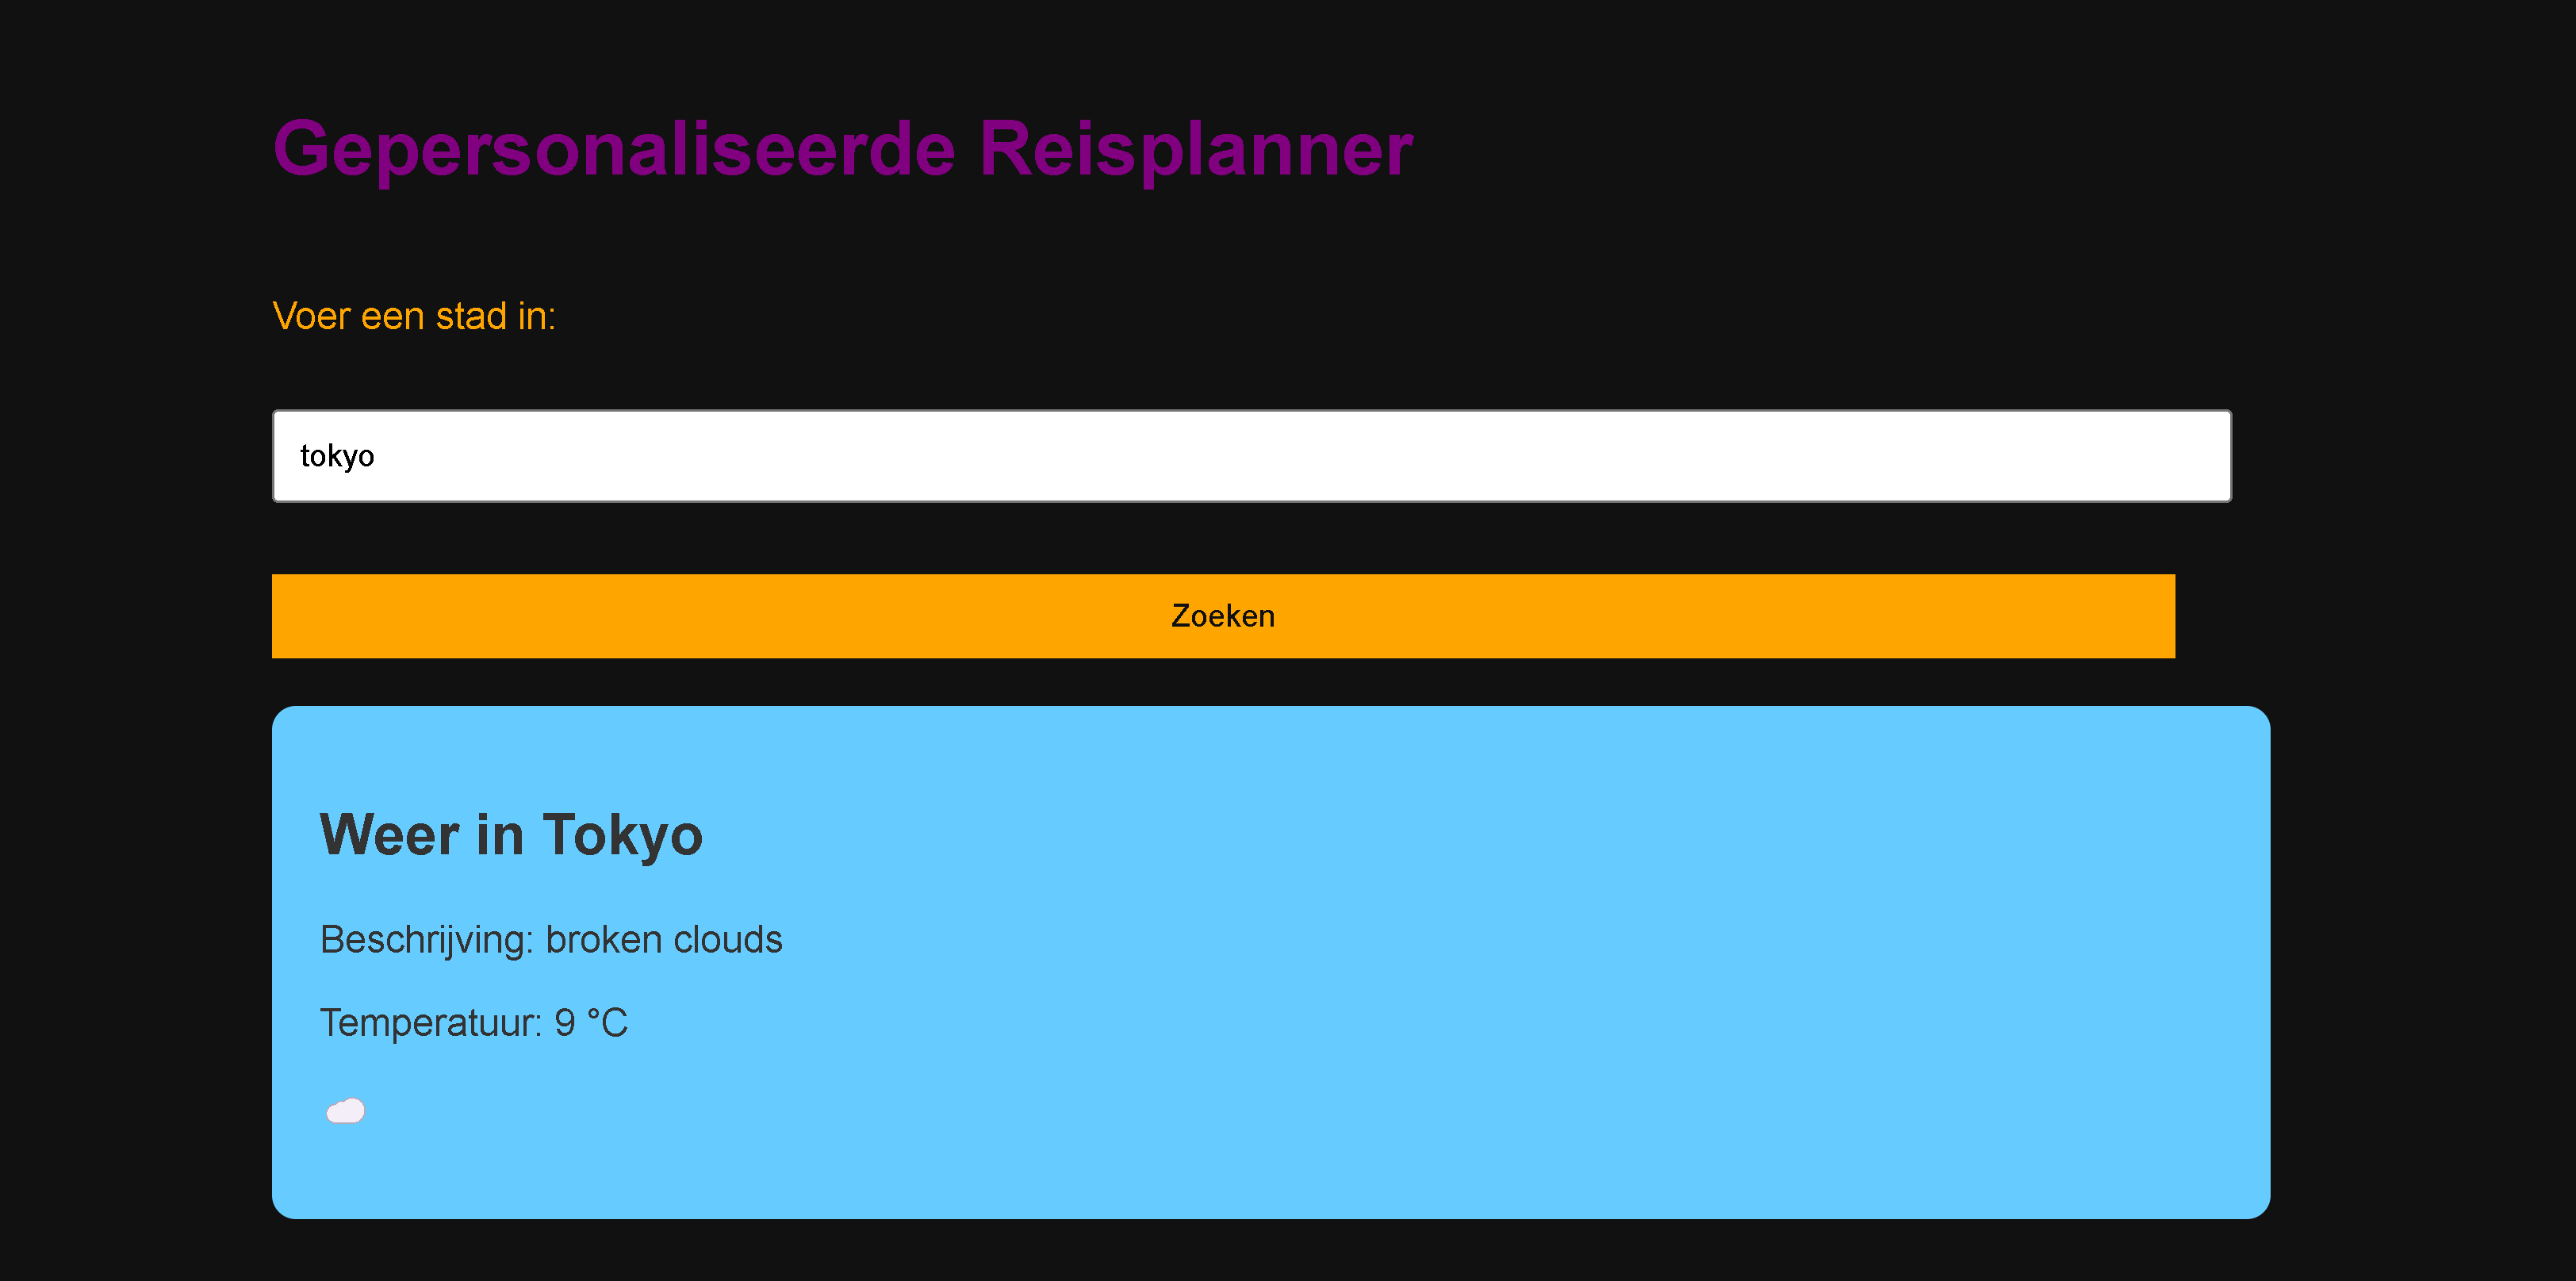 Gepersonaliseerde Reisplanner
Voer een stad in:
tokyo
Zoeken
Weer in Tokyo
Beschrijving: broken clouds
Temperatuur: 9 °C